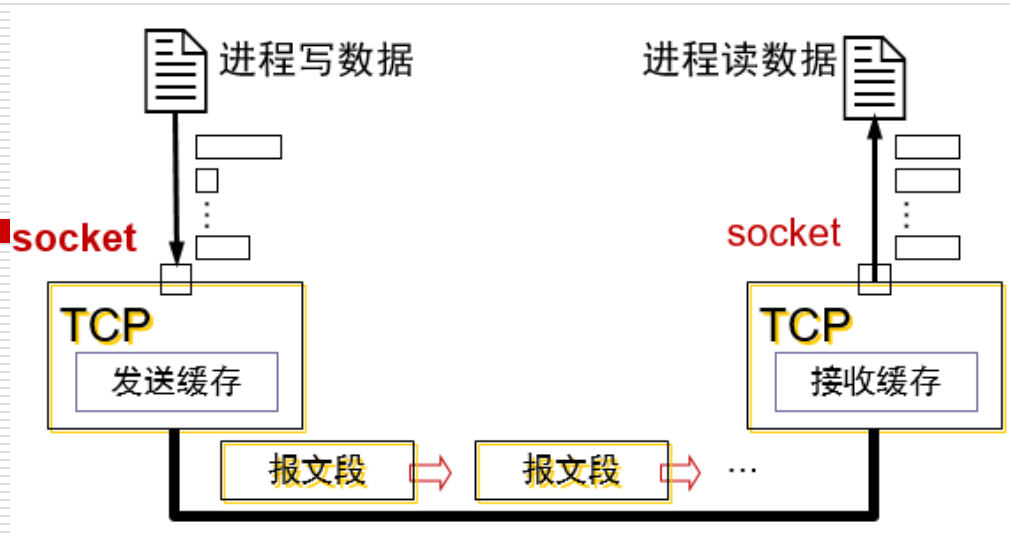 进程写数据
进程读数据
socket
socket
TCP
TCP
发送缓存
接收缓存
报文段
报文段
…